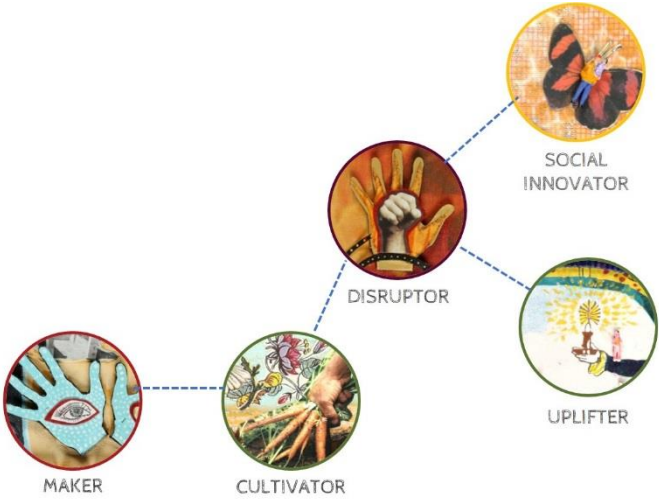 SOCIAL
INNOVATOR
DISRUPTOR
UPLIFTER
MAKER
CULTIVATOR